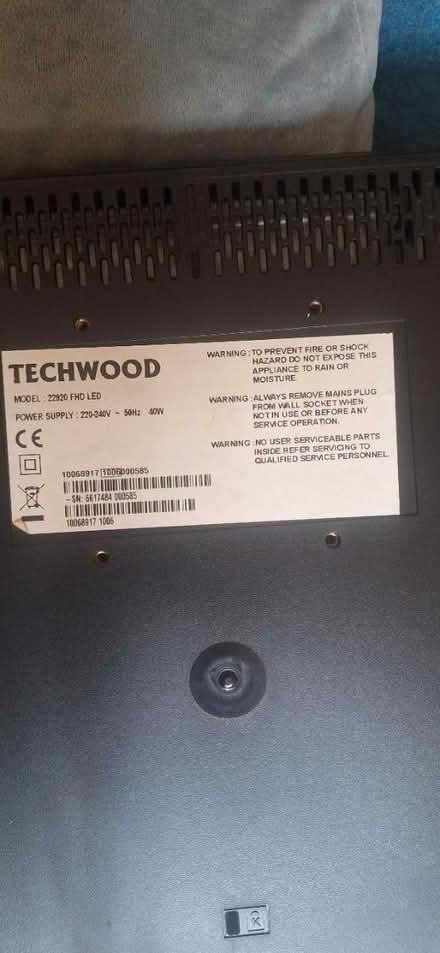 TECHWOOD
MODEL : 22820 FHD LED
POWER SUPPLY : 220-240V ~ 50Hz 40W
CE
10068917 1006000585
- SN: 5617484 000585
10068917 1006
WARNING : TO PREVENT FIRE OR SHOCK
HAZARD DO NOT EXPOSE THIS
APPLIANCE TO RAIN OR
MOISTURE.
WARNING : ALWAYS REMOVE MAINS PLUG
FROM WALL SOCKET WHEN
NOT IN USE OR BEFORE ANY
SERVICE OPERATION.
WARNING : NO USER SERVICEABLE PARTS
INSIDE.REFER SERVICING TO
QUALIFIED SERVICE PERSONNEL.
K